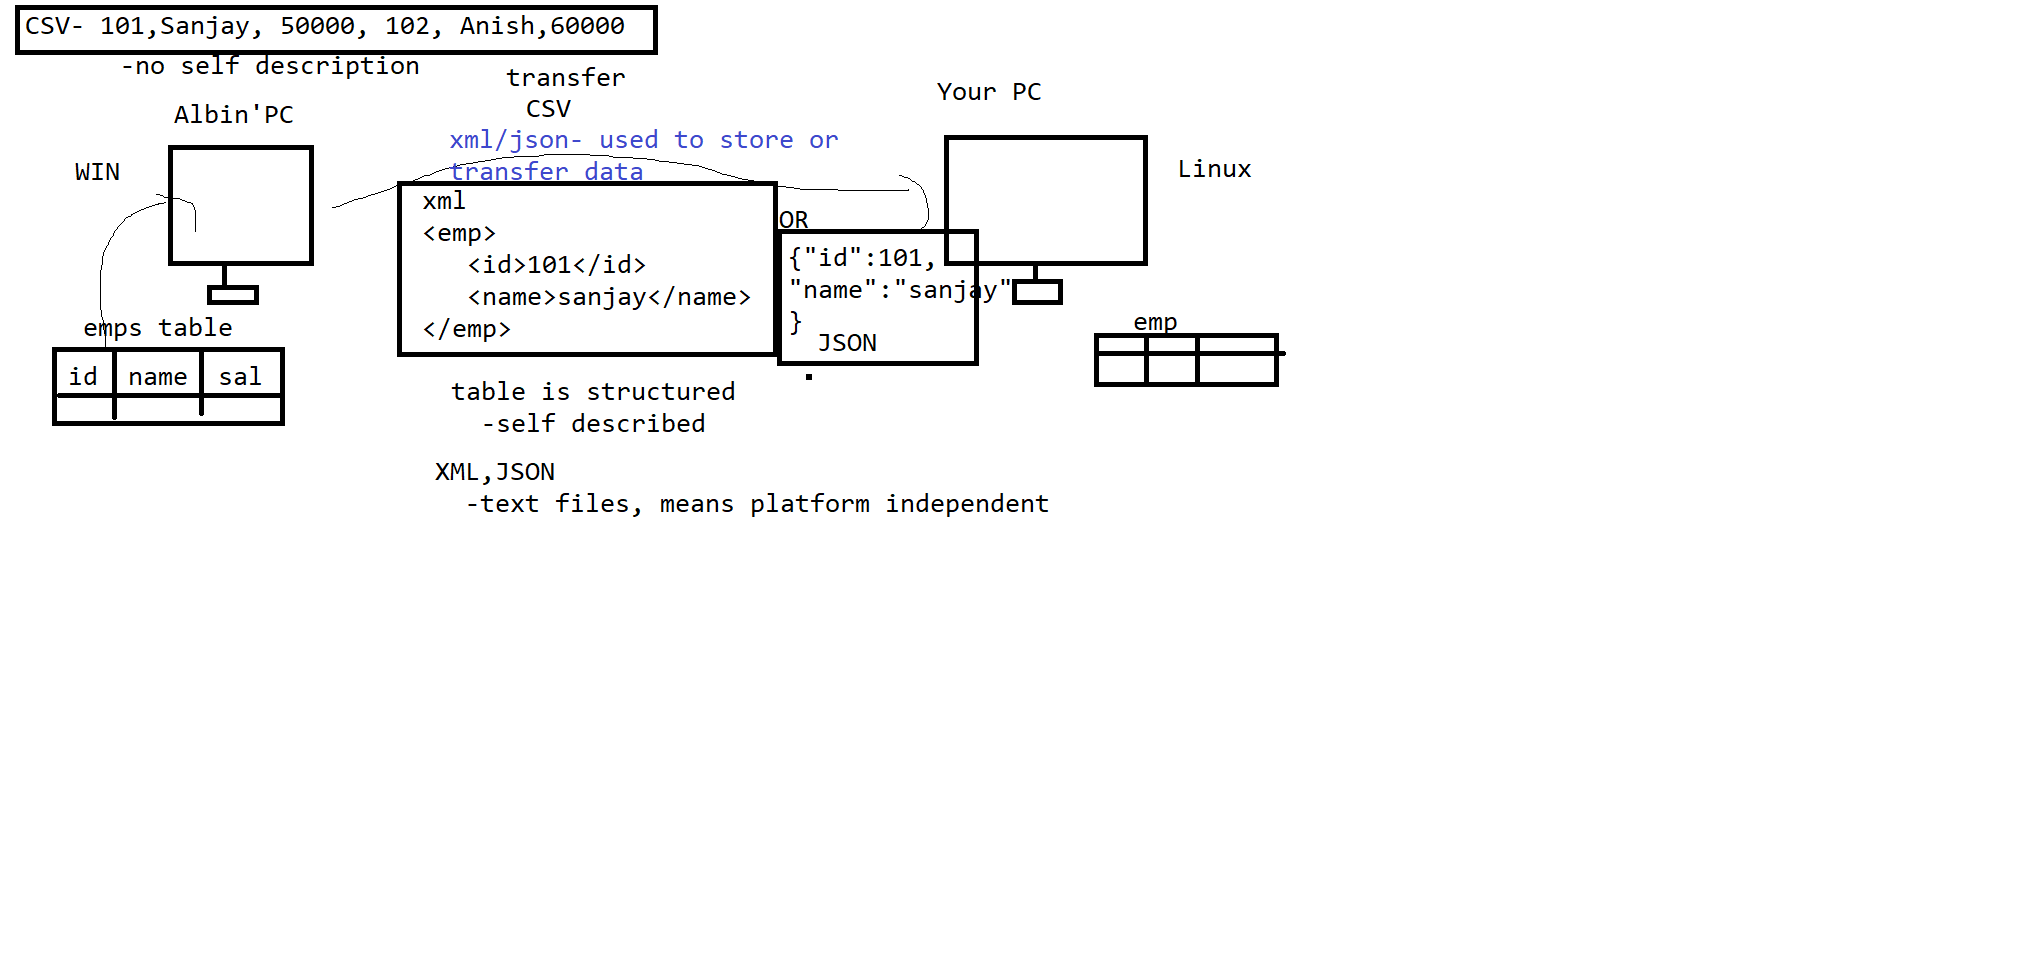 CSV- 101,Sanjay, 50000, 102, Anish,60000
-no self description
transfer
CSV
xml/json- used to store or
transfer data
Albin'PC
WIN
Your PC
Linux
xml
<emp>
<id>101</id>
<name>sanjay</name>
</emp>
OR
{"id":101,
"name":"sanjay"
}
JSON
emps table
id name sal
emp
table is structured
-self described
XML,JSON
-text files, means platform independent